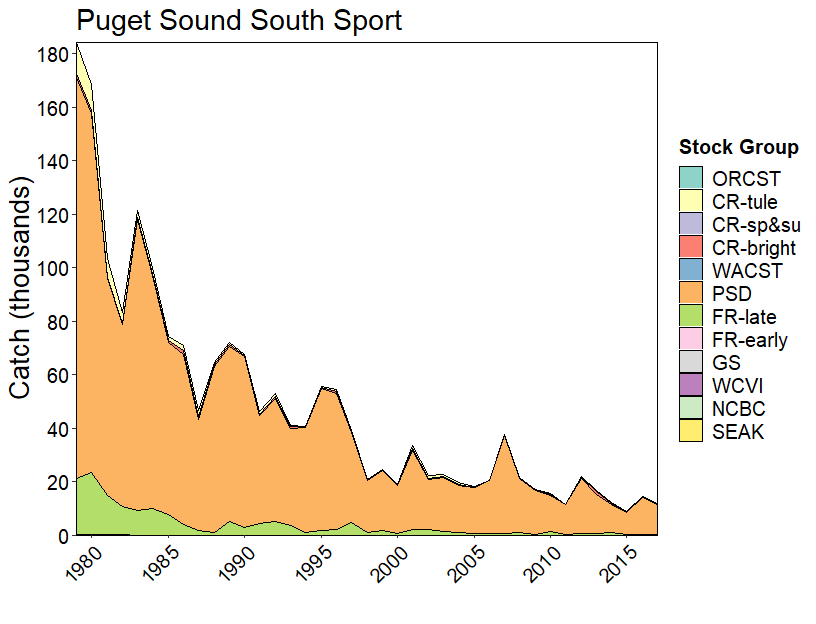 Puget Sound South Sport
Catch (thousands)
180
160
140
120
100
80
60
40
20
0
1980
1985
1990
1995
2000
2005
2010
2015
Stock Group
ORCST
CR-tule
CR-sp&su
CR-bright
WACST
PSD
FR-late
FR-early
GS
WCVI
NCBC
SEAK